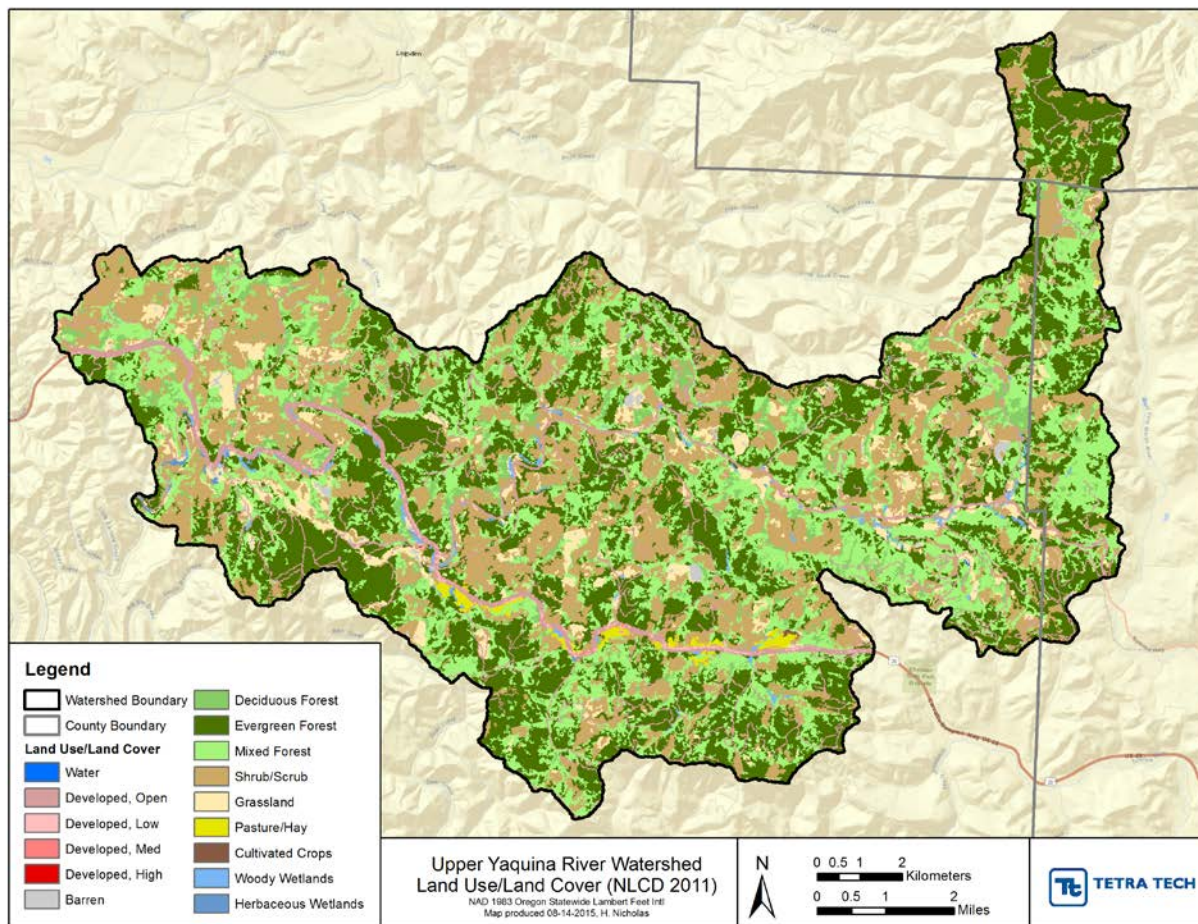 Logsden
Legend
Watershed Boundary
County Boundary
Land Use/Land Cover
Water
Developed, Open
Developed, Low
Developed, Med
Developed, High
Barren
Deciduous Forest
Evergreen Forest
Mixed Forest
Shrub/Scrub
Grassland
Pasture/Hay
Cultivated Crops
Woody Wetlands
Herbaceous Wetlands
Upper Yaquina River Watershed
Land Use/Land Cover (NLCD 2011)
NAD 1983 Oregon Statewide Lambert Feet Intl
Map produced 08-14-2015, H. Nicholas
N
0 0.5 1 2
Kilometers
0 0.5 1 2
Miles
Tt TETRA TECH